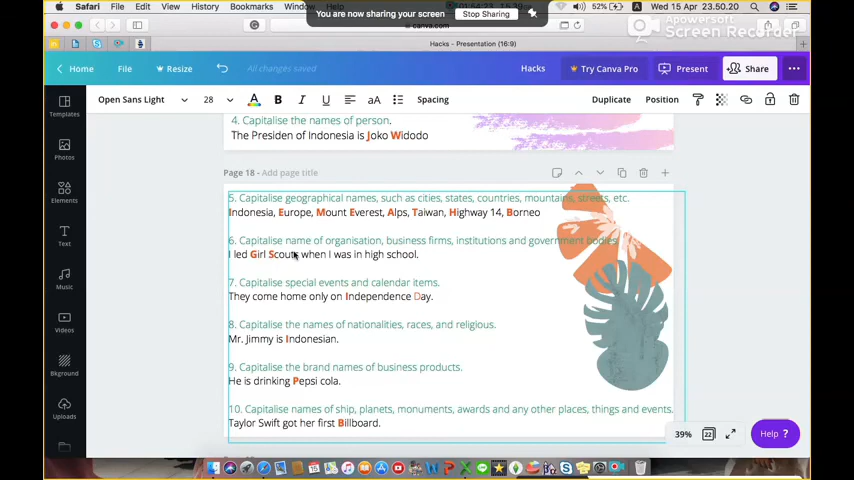 Safari File Edit View History Bookmarks Window
You are now sharing your screen Stop Sharing
52% A Wed 15 Apr 23.50.20
canva.com
Apowersoft
Screen Recorder
Hacks - Presentation (16:9)
Home File Resize All changes saved Hacks Try Canva Pro Present Share
Open Sans Light 28 A B I U aA Spacing Duplicate Position
Templates
Photos
Elements
Text
Music
Videos
Bkground
Uploads
4. Capitalise the names of person.
The Presiden of Indonesia is Joko Widodo
Page 18 - Add page title
5. Capitalise geographical names, such as cities, states, countries, mountains, streets, etc.
Indonesia, Europe, Mount Everest, Alps, Taiwan, Highway 14, Borneo
6. Capitalise name of organisation, business firms, institutions and government bodies
I led Girl Scouts when I was in high school.
7. Capitalise special events and calendar items.
They come home only on Independence Day.
8. Capitalise the names of nationalities, races, and religious.
Mr. Jimmy is Indonesian.
9. Capitalise the brand names of business products.
He is drinking Pepsi cola.
10. Capitalise names of ship, planets, monuments, awards and any other places, things and events.
Taylor Swift got her first Billboard.
39% 22 Help ?